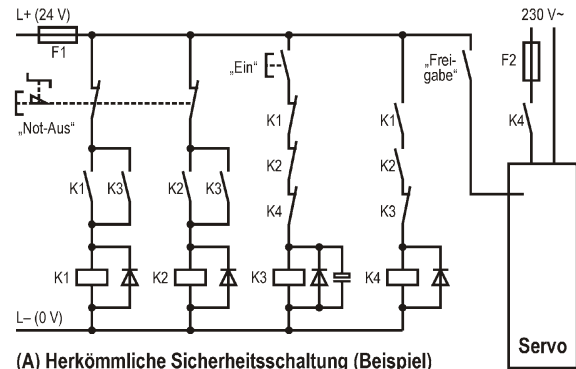 L+ (24 V)
230 V~
F1
„Ein“
„Frei-
gabe“
F2
„Not-Aus“
K1
K1
K4
K2
K2
K1
K3
K2
K3
K4
K3
K1
K2
K3
K4
L– (0 V)
Servo
(A) Herkömmliche Sicherheitsschaltung (Beispiel)